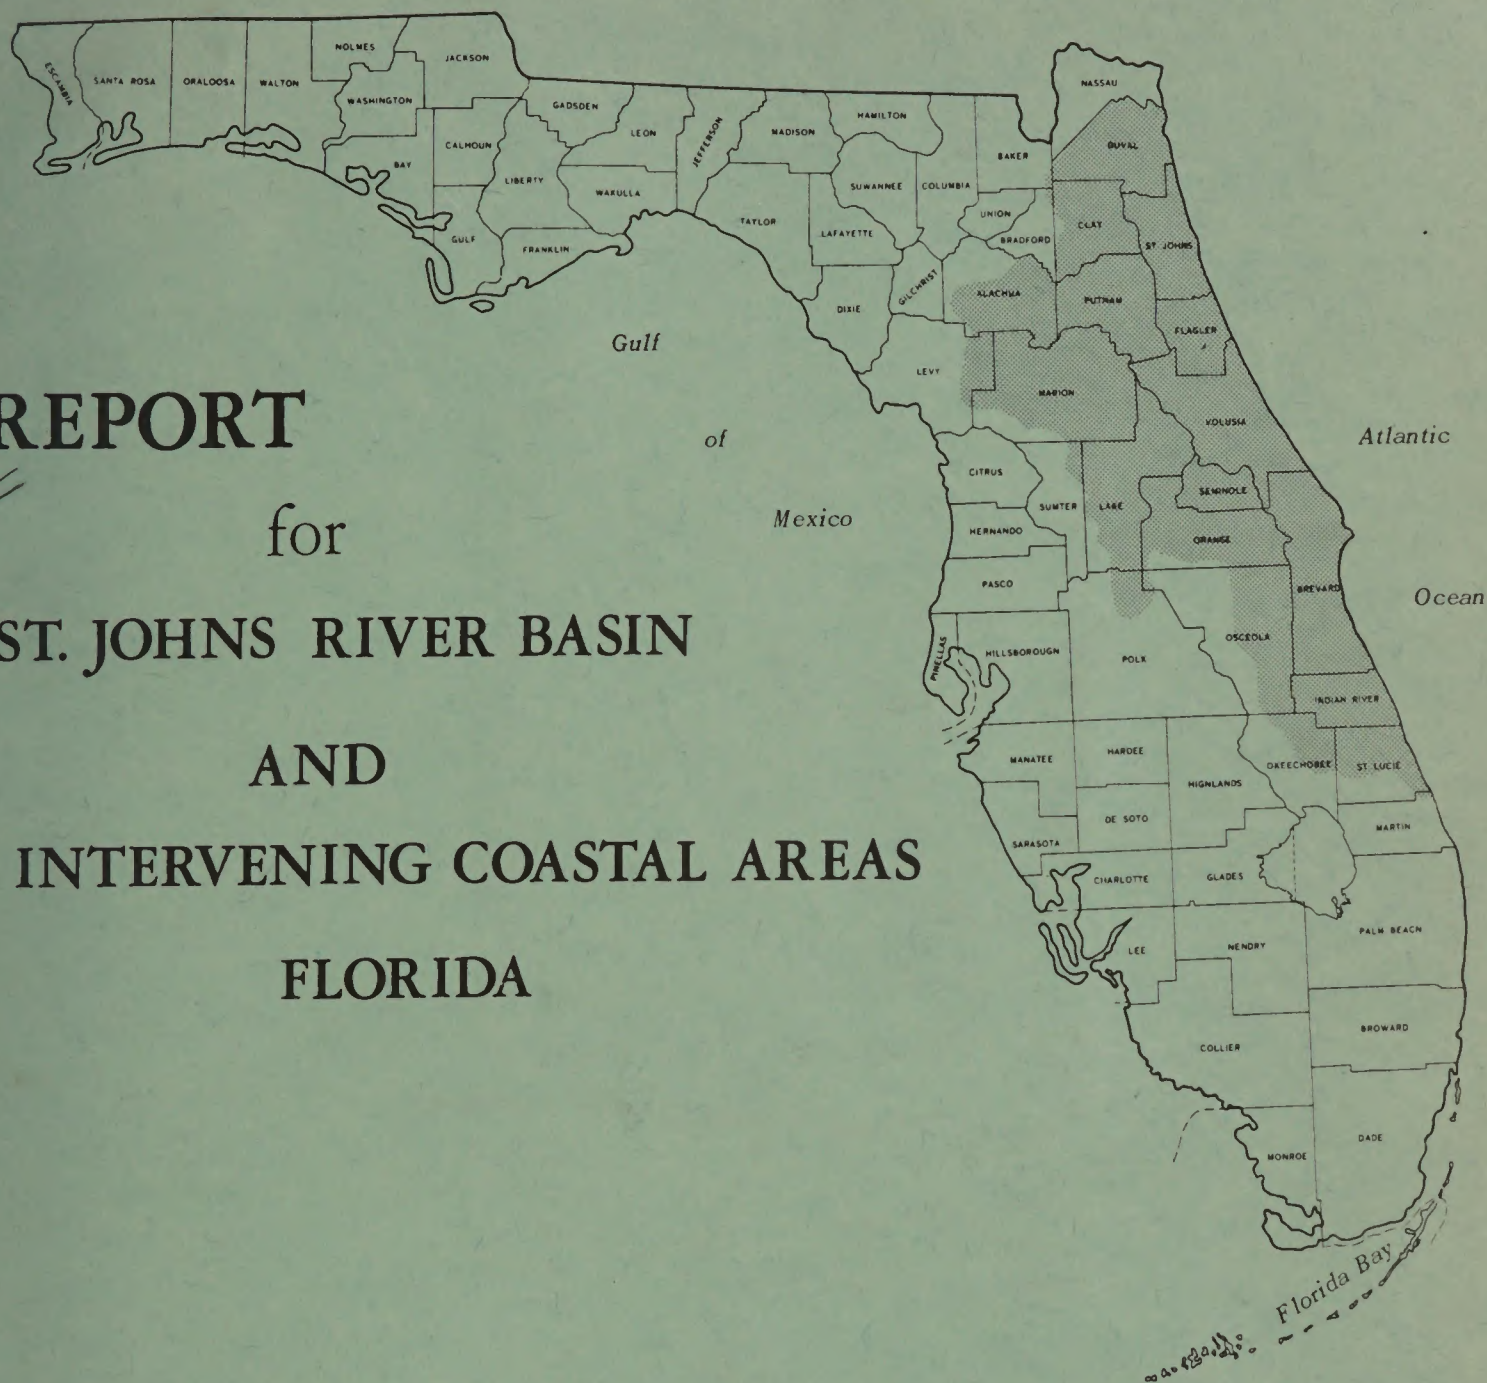 REPORT
for
ST. JOHNS RIVER BASIN
AND
INTERVENING COASTAL AREAS
FLORIDA
ESCAMBIA
SANTA ROSA
ORALOOSA
WALTON
NOLMES
WASHINGTON
JACKSON
BAY
CALHOUN
GULF
GADSDEN
LIBERTY
FRANKLIN
LEON
WAKULLA
JEFFERSON
MADISON
TAYLOR
HAMILTON
SUWANNEE
LAFAYETTE
DIXIE
COLUMBIA
GILCHRIST
BAKER
UNION
BRADFORD
NASSAU
DUVAL
CLAY
ST. JOHNS
ALACHUA
PUTNAM
FLAGLER
LEVY
MARION
VOLUSIA
CITRUS
SUMTER
LAKE
SEMINOLE
HERNANDO
ORANGE
PASCO
BREVARD
PINELLAS
HILLSBOROUGH
POLK
OSCEOLA
INDIAN RIVER
MANATEE
HARDEE
HIGHLANDS
OKEECHOBEE
ST. LUCIE
SARASOTA
DE SOTO
MARTIN
CHARLOTTE
GLADES
LEE
NENDRY
PALM BEACN
COLLIER
BROWARD
MONROE
DADE
Gulf
of
Mexico
Atlantic
Ocean
Florida Bay